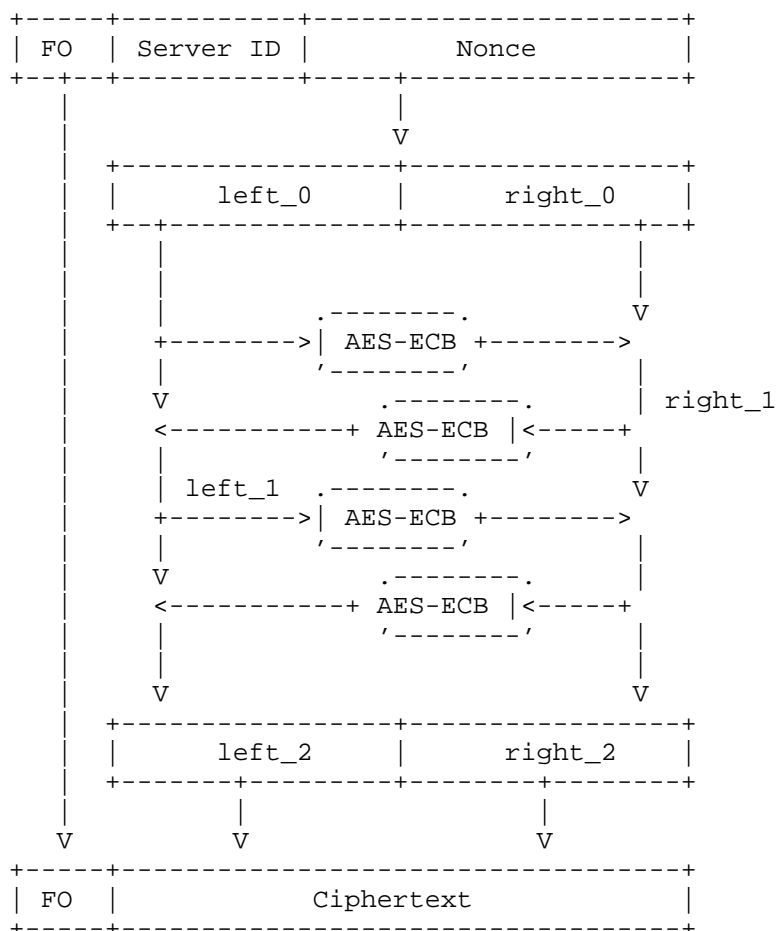 FO Server ID Nonce
V
left_0 right_0
V
AES-ECB
V right_1
AES-ECB
left_1 V
AES-ECB
V
AES-ECB
V V
left_2 right_2
V V V
FO Ciphertext